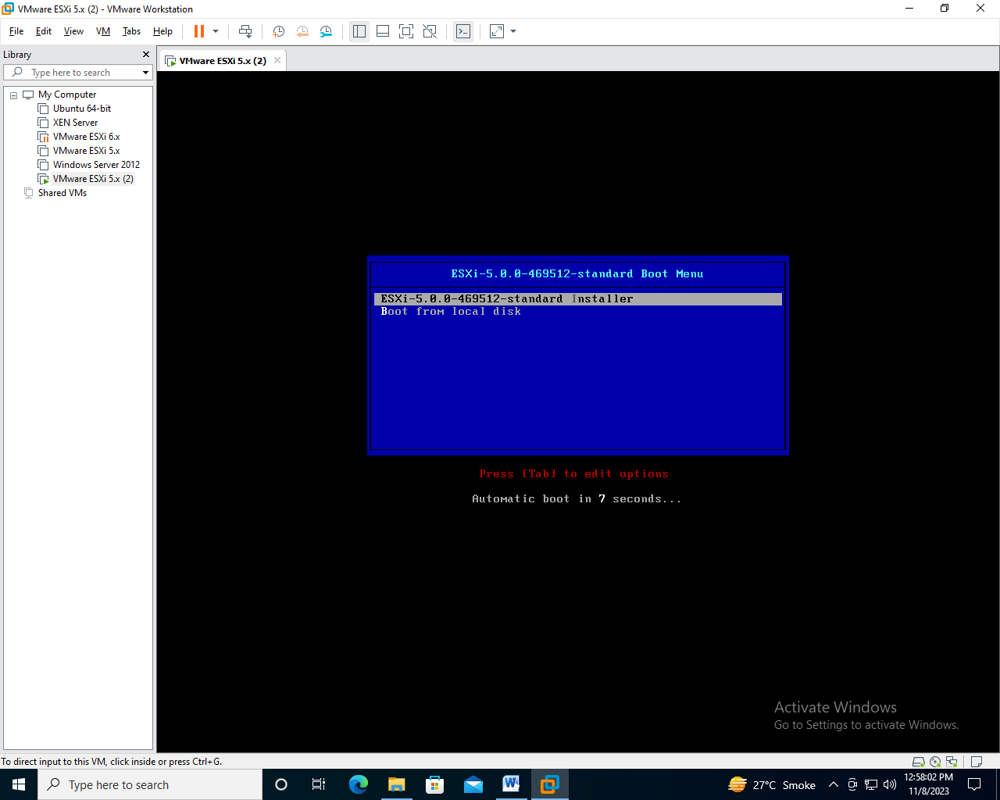 VMware ESXi 5.x (2) - VMware Workstation
File Edit View VM Tabs Help
Library
VMware ESXi 5.x (2)
Type here to search
My Computer
Ubuntu 64-bit
XEN Server
VMware ESXi 6.x
VMware ESXi 5.x
Windows Server 2012
VMware ESXi 5.x (2)
Shared VMs
ESXi-5.0.0-469512-standard Boot Menu
ESXi-5.0.0-469512-standard Installer
Boot from local disk
Press [Tab] to edit options
Automatic boot in 7 seconds...
Activate Windows
Go to Settings to activate Windows.
To direct input to this VM, click inside or press Ctrl+G.
Type here to search
27°C Smoke
12:58:02 PM
11/8/2023